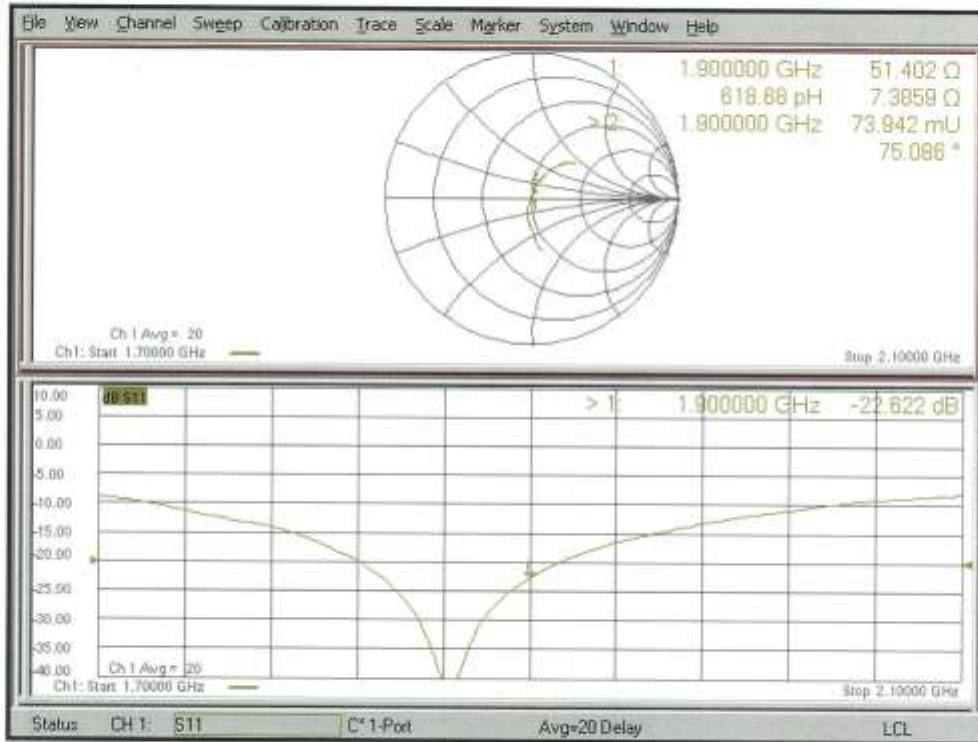 File View Channel Sweep Calibration Trace Scale Marker System Window Help
1: 1.900000 GHz 51.402 Ω
618.68 pH 7.3859 Ω
> 2: 1.900000 GHz 73.942 mU
75.086 °
Ch 1 Avg = 20
Ch1: Start 1.70000 GHz
Stop 2.10000 GHz
10.00 dB S11
> 1: 1.900000 GHz -22.622 dB
5.00
0.00
-5.00
-10.00
-15.00
-20.00
-25.00
-30.00
-35.00
-40.00
Ch 1 Avg = 20
Ch1: Start 1.70000 GHz
Stop 2.10000 GHz
Status CH 1: S11 C* 1-Port Avg=20 Delay LCL